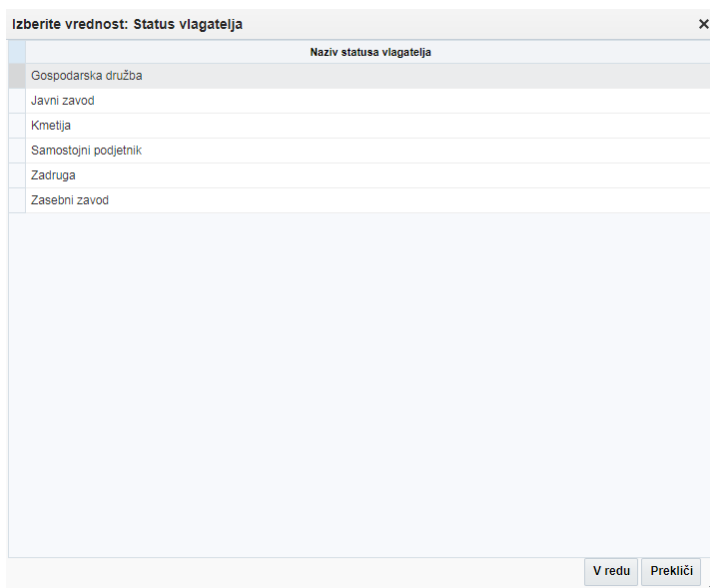 Izberite vrednost: Status vlagatelja
Naziv statusa vlagatelja
Gospodarska družba
Javni zavod
Kmetija
Samostojni podjetnik
Zadruga
Zasebni zavod
V redu Prekliči